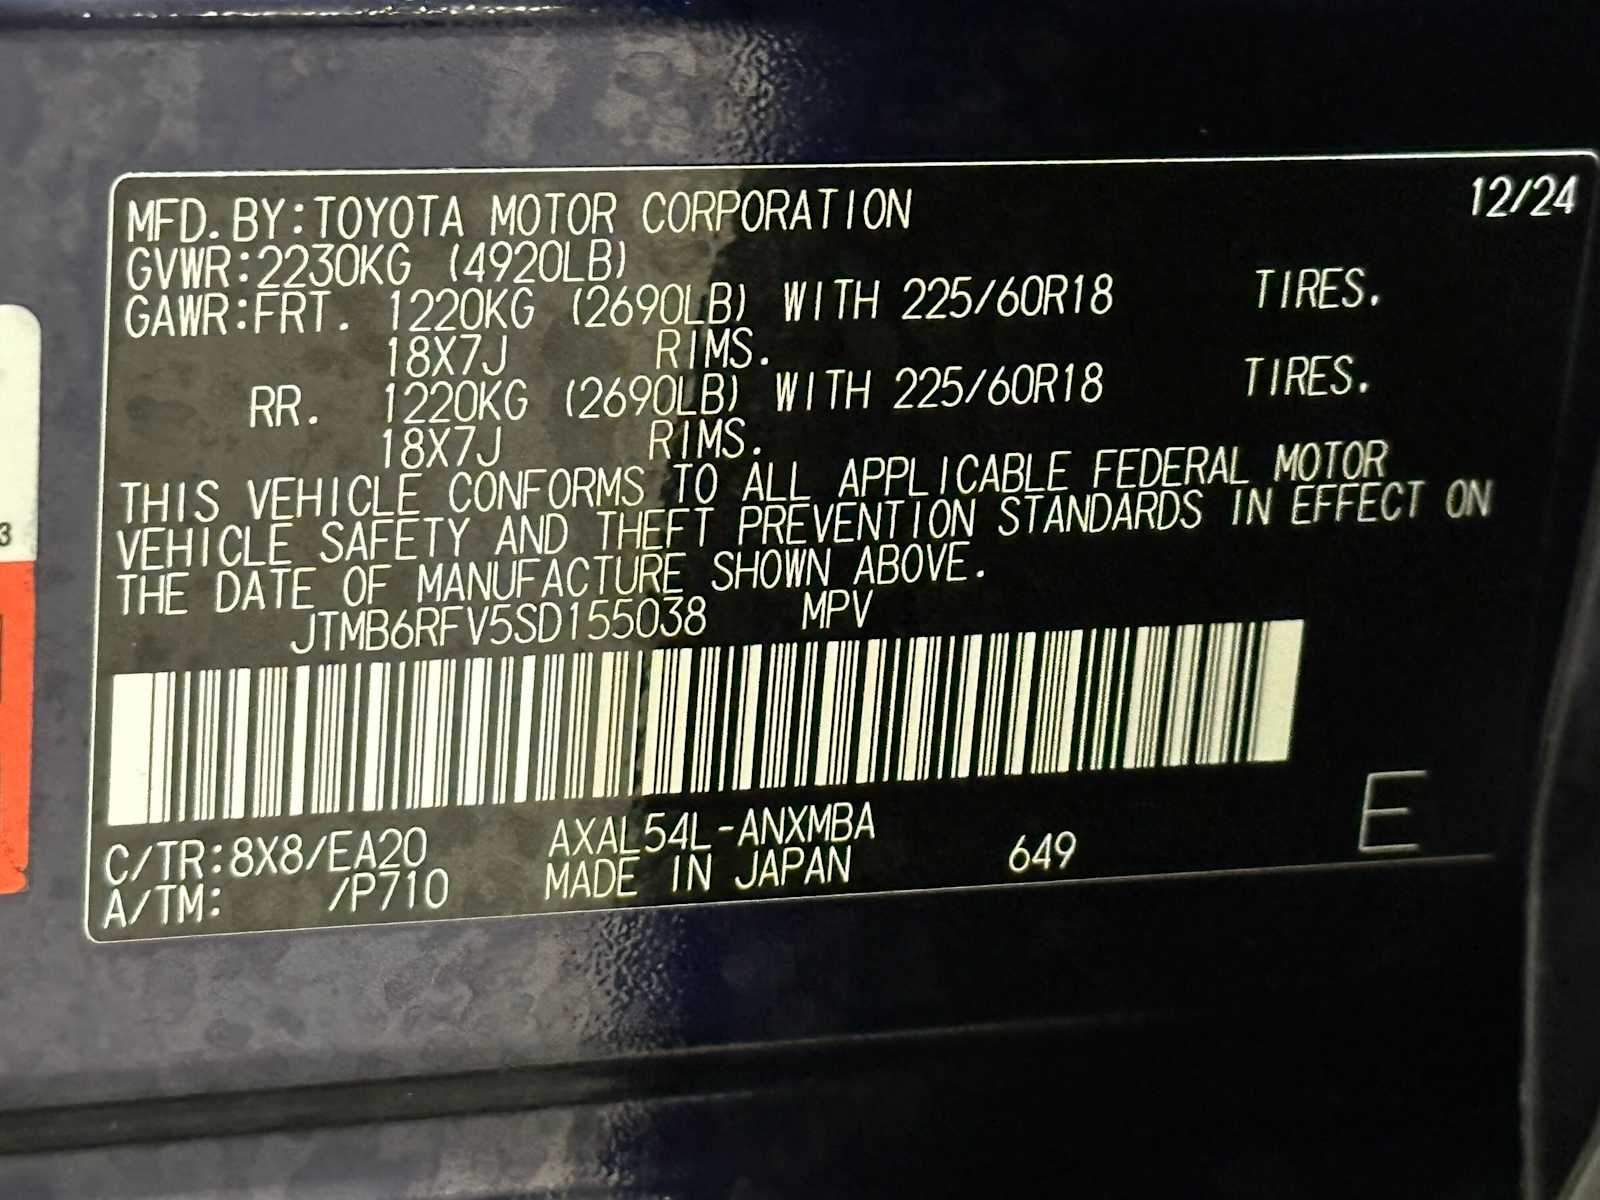 MFD.BY:TOYOTA MOTOR CORPORATION 12/24
GVWR:2230KG (4920LB)
GAWR:FRT. 1220KG (2690LB) WITH 225/60R18 TIRES.
18X7J RIMS.
RR. 1220KG (2690LB) WITH 225/60R18 TIRES.
18X7J RIMS.
THIS VEHICLE CONFORMS TO ALL APPLICABLE FEDERAL MOTOR
VEHICLE SAFETY AND THEFT PREVENTION STANDARDS IN EFFECT ON
THE DATE OF MANUFACTURE SHOWN ABOVE.
JTMB6RFV5SD155038 MPV
C/TR:8X8/EA20 AXAL54L-ANXMBA
A/TM: /P710 MADE IN JAPAN 649 E
3